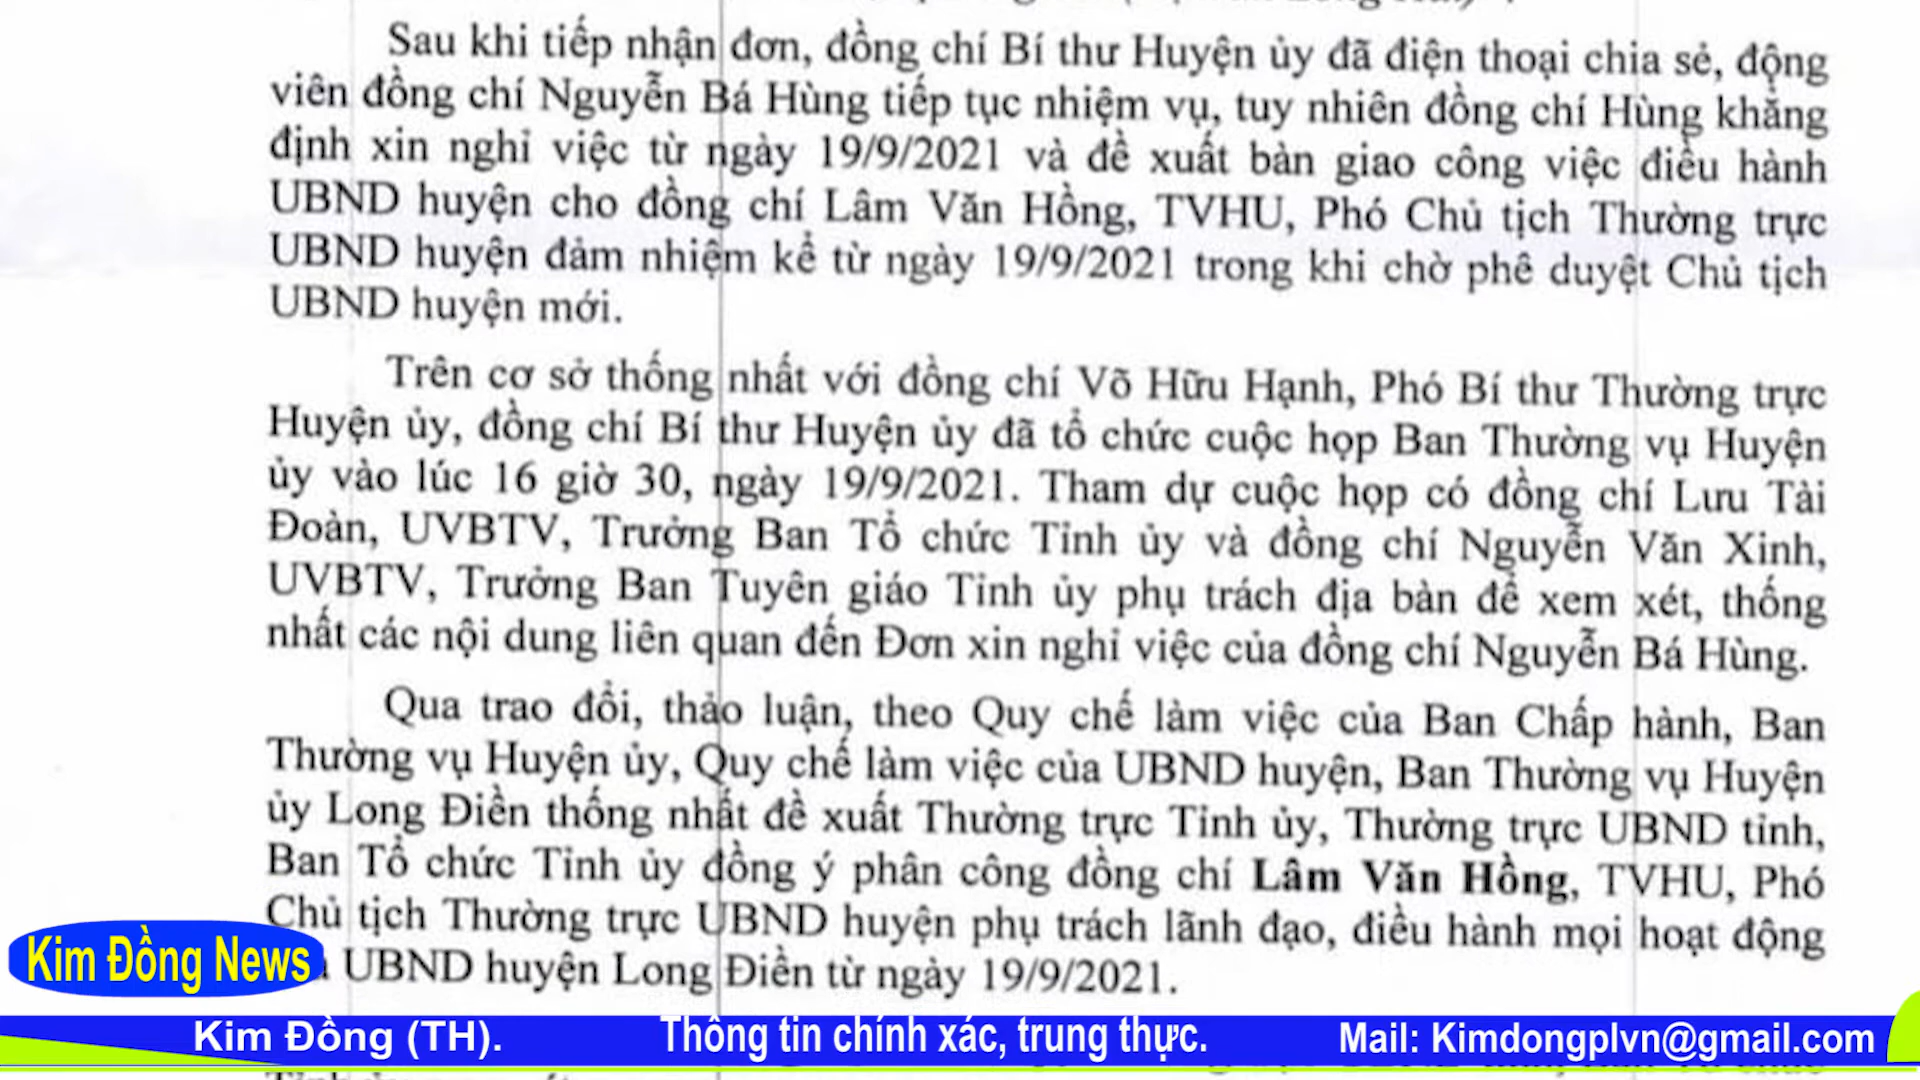 Sau khi tiếp nhận đơn, đồng chí Bí thư Huyện ủy đã điện thoại chia sẻ, động
viên đồng chí Nguyễn Bá Hùng tiếp tục nhiệm vụ, tuy nhiên đồng chí Hùng khẳng
định xin nghỉ việc từ ngày 19/9/2021 và đề xuất bàn giao công việc điều hành
UBND huyện cho đồng chí Lâm Văn Hồng, TVHU, Phó Chủ tịch Thường trực
UBND huyện đảm nhiệm kể từ ngày 19/9/2021 trong khi chờ phê duyệt Chủ tịch
UBND huyện mới.
Trên cơ sở thống nhất với đồng chí Võ Hữu Hạnh, Phó Bí thư Thường trực
Huyện ủy, đồng chí Bí thư Huyện ủy đã tổ chức cuộc họp Ban Thường vụ Huyện
ủy vào lúc 16 giờ 30, ngày 19/9/2021. Tham dự cuộc họp có đồng chí Lưu Tài
Đoàn, UVBTV, Trưởng Ban Tổ chức Tỉnh ủy và đồng chí Nguyễn Văn Xinh,
UVBTV, Trưởng Ban Tuyên giáo Tỉnh ủy phụ trách địa bàn để xem xét, thống
nhất các nội dung liên quan đến Đơn xin nghỉ việc của đồng chí Nguyễn Bá Hùng.
Qua trao đổi, thảo luận, theo Quy chế làm việc của Ban Chấp hành, Ban
Thường vụ Huyện ủy, Quy chế làm việc của UBND huyện, Ban Thường vụ Huyện
ủy Long Điền thống nhất đề xuất Thường trực Tỉnh ủy, Thường trực UBND tỉnh,
Ban Tổ chức Tỉnh ủy đồng ý phân công đồng chí Lâm Văn Hồng, TVHU, Phó
Chủ tịch Thường trực UBND huyện phụ trách lãnh đạo, điều hành mọi hoạt động
UBND huyện Long Điền từ ngày 19/9/2021.
Kim Đồng News
Kim Đồng (TH). Thông tin chính xác, trung thực. Mail: Kimdongplvn@gmail.com